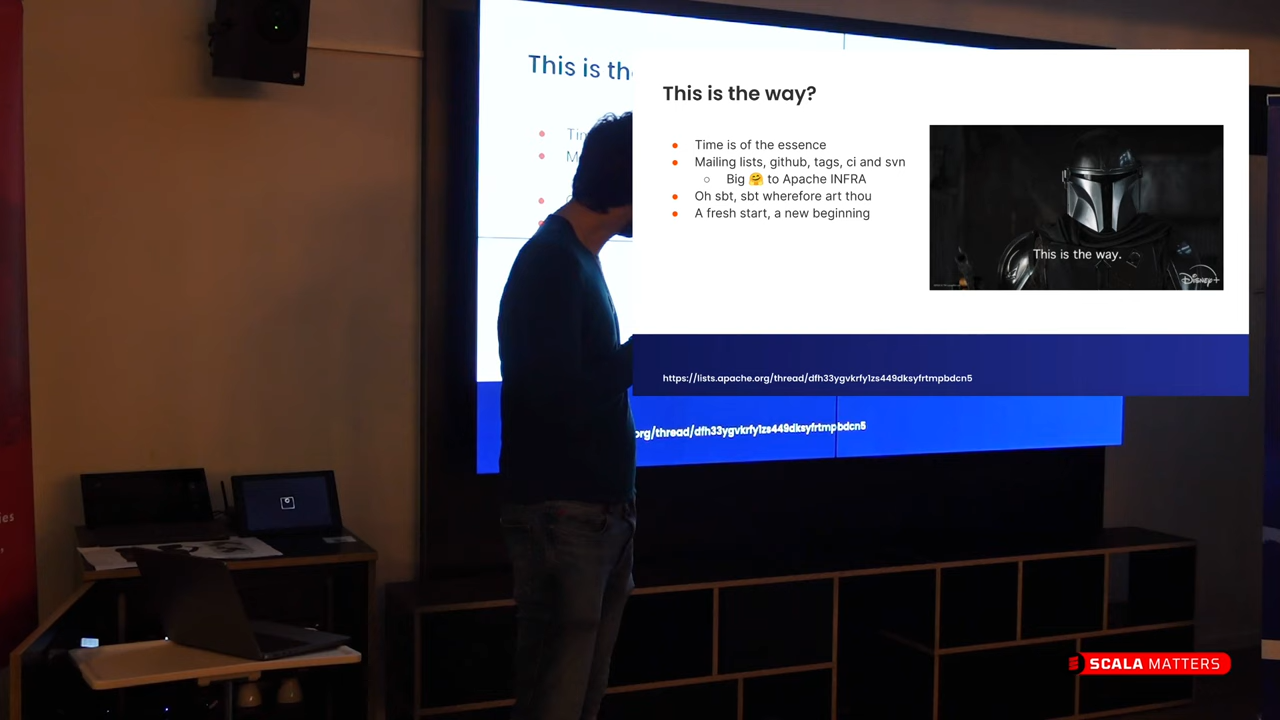 This is the
This is the way?
Time is of the essence
Mailing lists, github, tags, ci and svn
Big 🤗 to Apache INFRA
Oh sbt, sbt wherefore art thou
A fresh start, a new beginning
This is the way.
Disney+
https://lists.apache.org/thread/dfh33ygvkrfy1zs449dksyfrtmpbdcn5
org/thread/dfh33ygvkrfy1zs449dksyfrtmpbdcn5
SCALA MATTERS